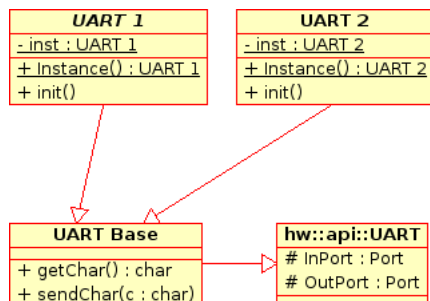 UART 1
- inst : UART 1
+ Instance() : UART 1
+ init()
UART 2
- inst : UART 2
+ Instance() : UART 2
+ init()
UART Base
+ getChar() : char
+ sendChar(c : char)
hw::api::UART
# InPort : Port
# OutPort : Port